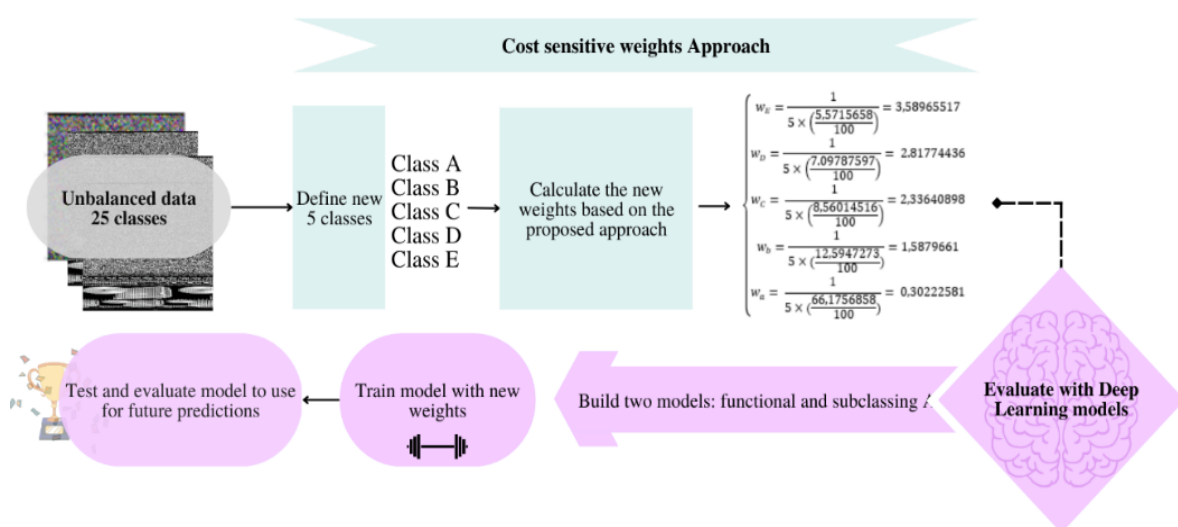 Cost sensitive weights Approach
Unbalanced data
25 classes
Define new
5 classes
Class A
Class B
Class C
Class D
Class E
Calculate the new
weights based on the
proposed approach
w_E = 1 / (5 × (5,5715658/100)) = 3,58965517
w_D = 1 / (5 × (7.09787597/100)) = 2.81774436
w_C = 1 / (5 × (8,56014516/100)) = 2,33640898
w_b = 1 / (5 × (12,5947273/100)) = 1,5879661
w_a = 1 / (5 × (66,1756858/100)) = 0,30222581
Evaluate with Deep
Learning models
Build two models: functional and subclassing
Train model with new
weights
Test and evaluate model to use
for future predictions